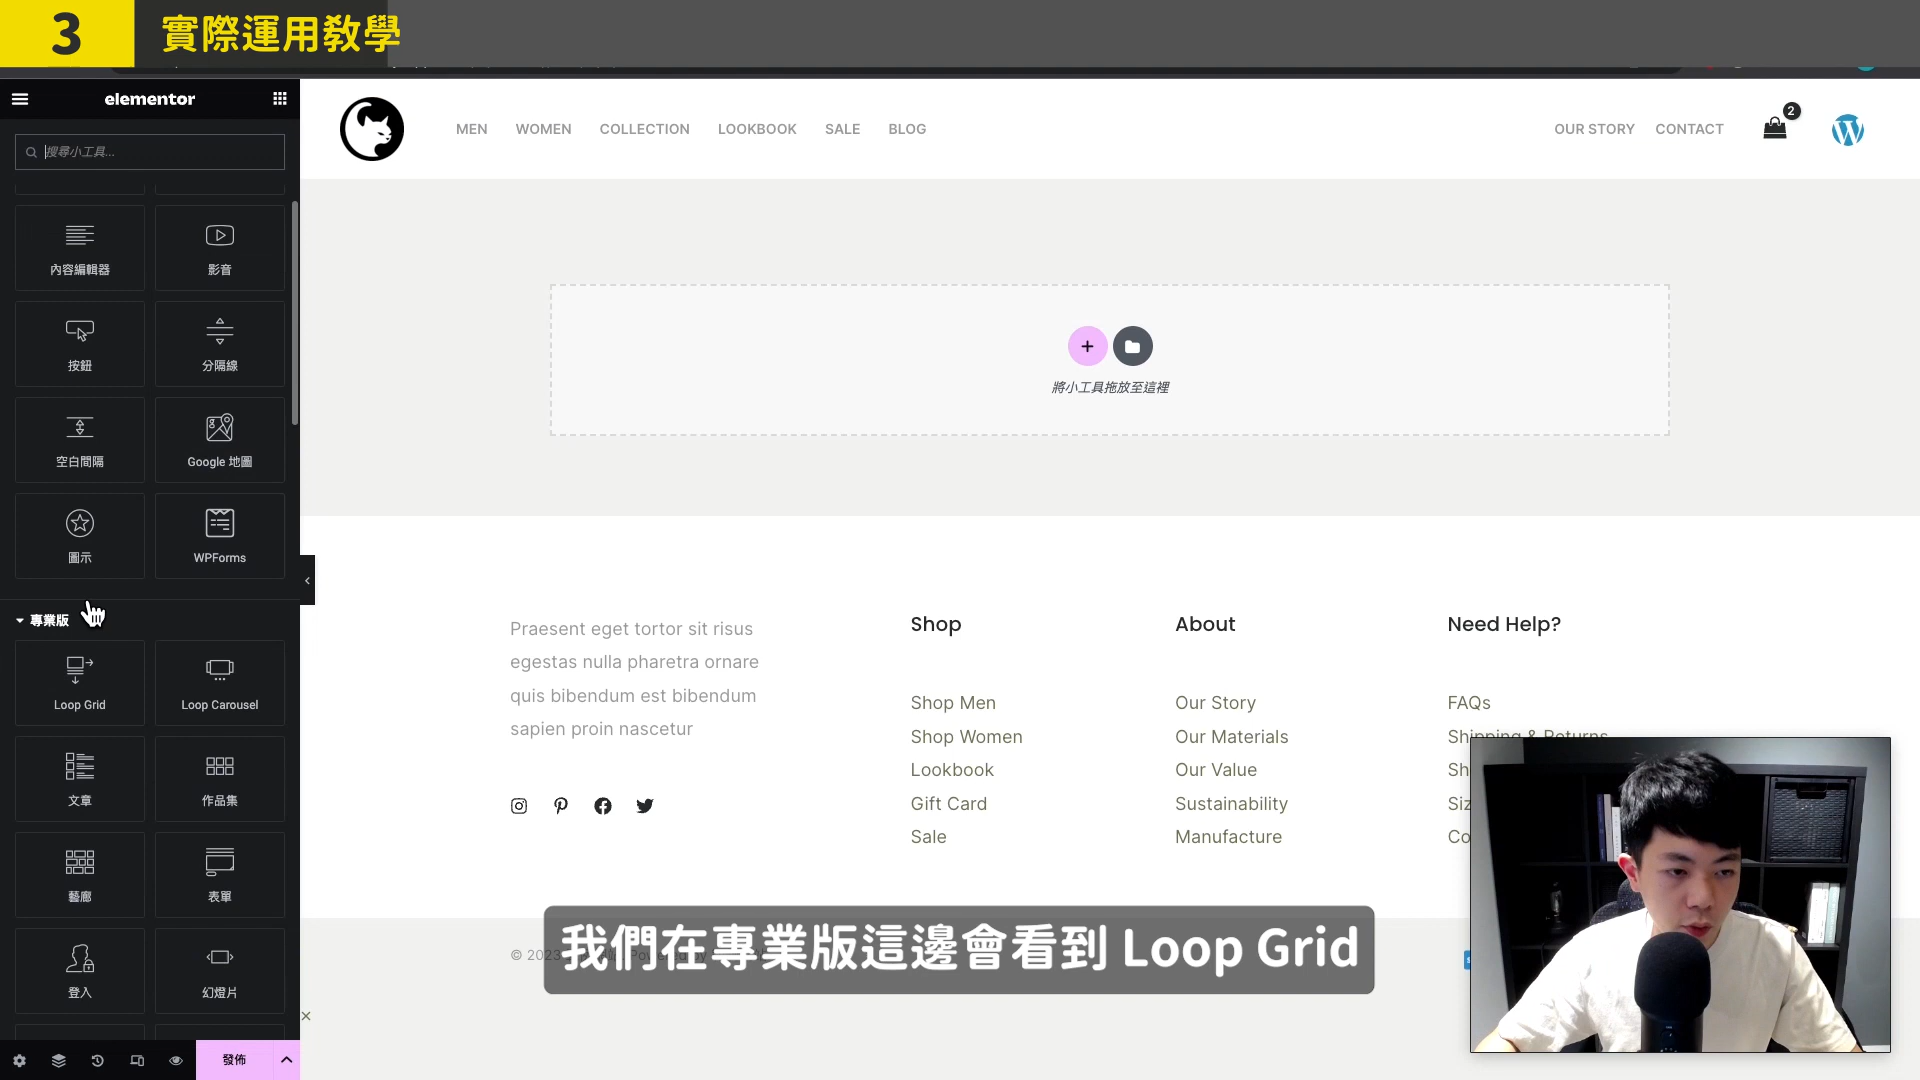 3
實際運用教學
elementor
搜尋小工具...
內容編輯器
影音
按鈕
分隔線
空白間隔
Google 地圖
圖示
WPForms
專業版
Loop Grid
Loop Carousel
文章
作品集
藝廊
表單
登入
幻燈片
發佈
MEN
WOMEN
COLLECTION
LOOKBOOK
SALE
BLOG
OUR STORY
CONTACT
2
將小工具拖放至這裡
Praesent eget tortor sit risus
egestas nulla pharetra ornare
quis bibendum est bibendum
sapien proin nascetur
Shop
Shop Men
Shop Women
Lookbook
Gift Card
Sale
About
Our Story
Our Materials
Our Value
Sustainability
Manufacture
Need Help?
FAQs
Shipping & Returns
Sh
Siz
Co
我們在專業版這邊會看到 Loop Grid